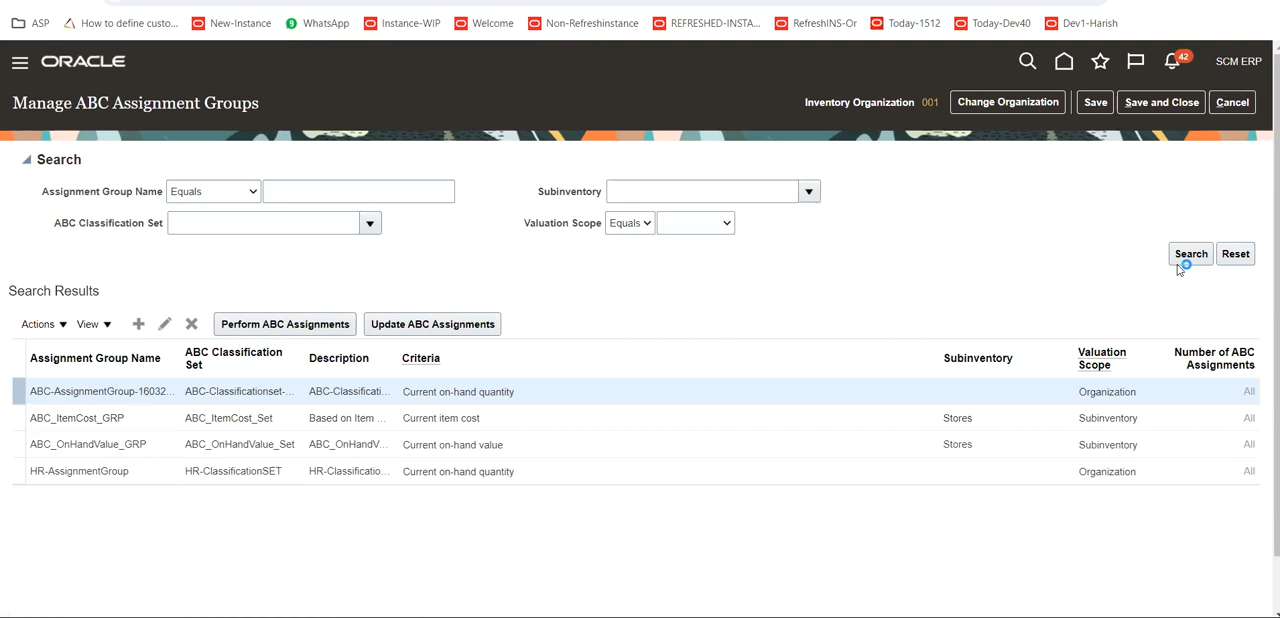 ASP How to define custo... New-Instance 9 WhatsApp Instance-WIP Welcome Non-Refreshinstance REFRESHED-INSTA... RefreshINS-Or Today-1512 Today-Dev40 Dev1-Harish
ORACLE 42 SCM ERP
Manage ABC Assignment Groups Inventory Organization 001 Change Organization Save Save and Close Cancel
Search
Assignment Group Name Equals Subinventory
ABC Classification Set Valuation Scope Equals
Search Reset
Search Results
Actions View Perform ABC Assignments Update ABC Assignments
Assignment Group Name ABC Classification Set Description Criteria Subinventory Valuation Scope Number of ABC Assignments
ABC-AssignmentGroup-16032... ABC-Classificationset-... ABC-Classificati... Current on-hand quantity Organization All
ABC_ItemCost_GRP ABC_ItemCost_Set Based on Item ... Current item cost Stores Subinventory All
ABC_OnHandValue_GRP ABC_OnHandValue_Set ABC_OnHandV... Current on-hand value Stores Subinventory All
HR-AssignmentGroup HR-ClassificationSET HR-Classificatio... Current on-hand quantity Organization All